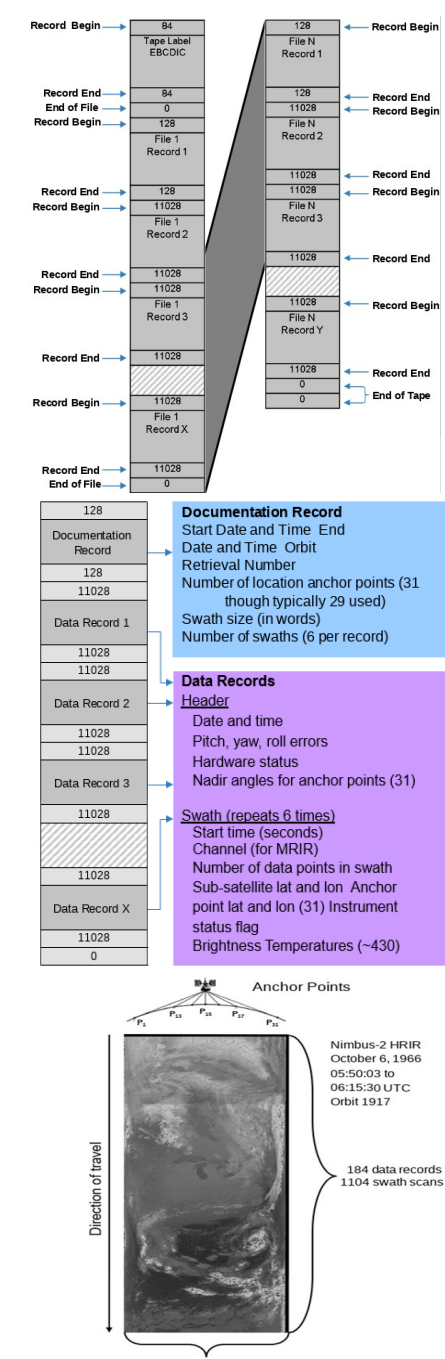 Record Begin
84
Tape Label
EBCDIC
Record End
84
End of File
0
Record Begin
128
File 1
Record 1
Record End
128
Record Begin
11028
File 1
Record 2
Record End
11028
Record Begin
11028
File 1
Record 3
Record End
11028
Record Begin
11028
File 1
Record X
Record End
11028
End of File
0
128
Record Begin
File N
Record 1
128
Record End
11028
Record Begin
File N
Record 2
11028
Record End
11028
Record Begin
File N
Record 3
11028
Record End
11028
Record Begin
File N
Record Y
11028
Record End
0
End of Tape
0
128
Documentation
Record
128
11028
Data Record 1
11028
11028
Data Record 2
11028
11028
Data Record 3
11028
11028
Data Record X
11028
0
Documentation Record
Start Date and Time End
Date and Time Orbit
Retrieval Number
Number of location anchor points (31
though typically 29 used)
Swath size (in words)
Number of swaths (6 per record)
Data Records
Header
Date and time
Pitch, yaw, roll errors
Hardware status
Nadir angles for anchor points (31)
Swath (repeats 6 times)
Start time (seconds)
Channel (for MRIR)
Number of data points in swath
Sub-satellite lat and lon Anchor
point lat and lon (31) Instrument
status flag
Brightness Temperatures (~430)
Anchor Points
P1 P13 P15 P17 P31
Direction of travel
Nimbus-2 HRIR
October 6, 1966
05:50:03 to
06:15:30 UTC
Orbit 1917
184 data records
1104 swath scans